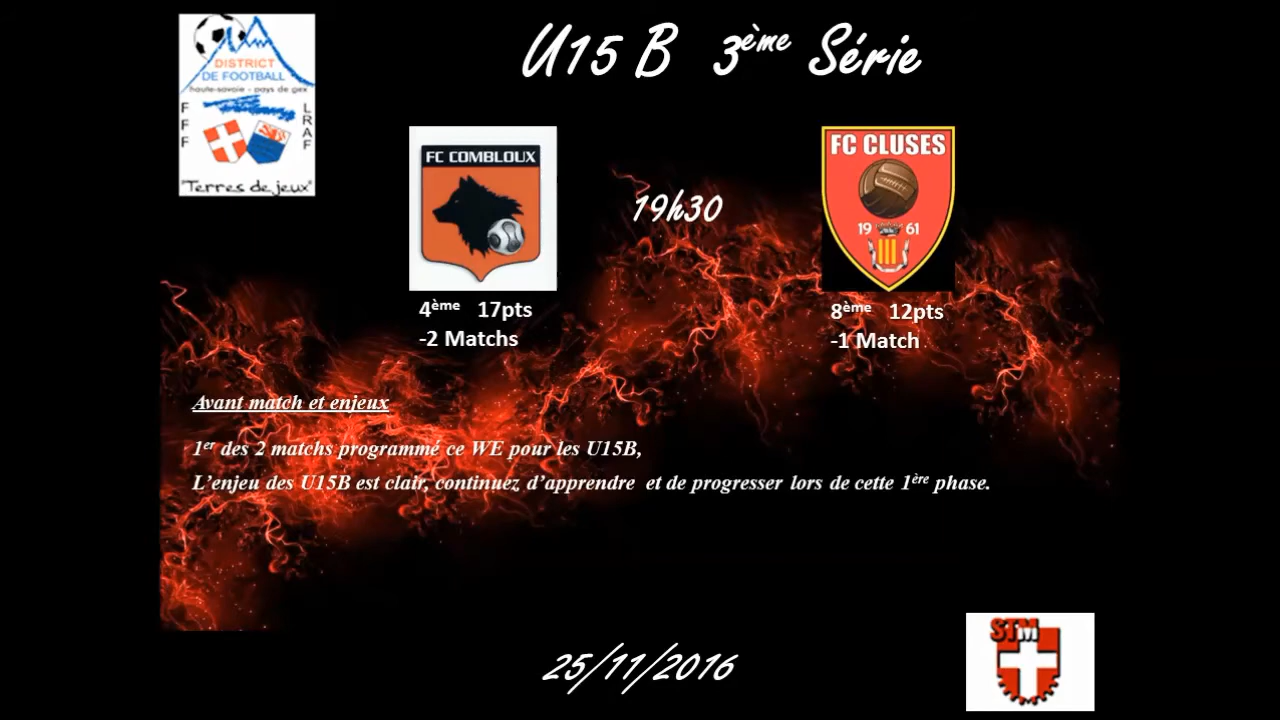 U15 B 3ème Série
DISTRICT
DE FOOTBALL
haute-savoie - pays de gex
FFF
LRAF
"Terres de jeux"
FC COMBLOUX
19h30
FC CLUSES
19 61
4ème 17pts
-2 Matchs
8ème 12pts
-1 Match
Avant match et enjeux
1er des 2 matchs programmé ce WE pour les U15B,
L'enjeu des U15B est clair, continuez d'apprendre et de progresser lors de cette 1ère phase.
25/11/2016
STM